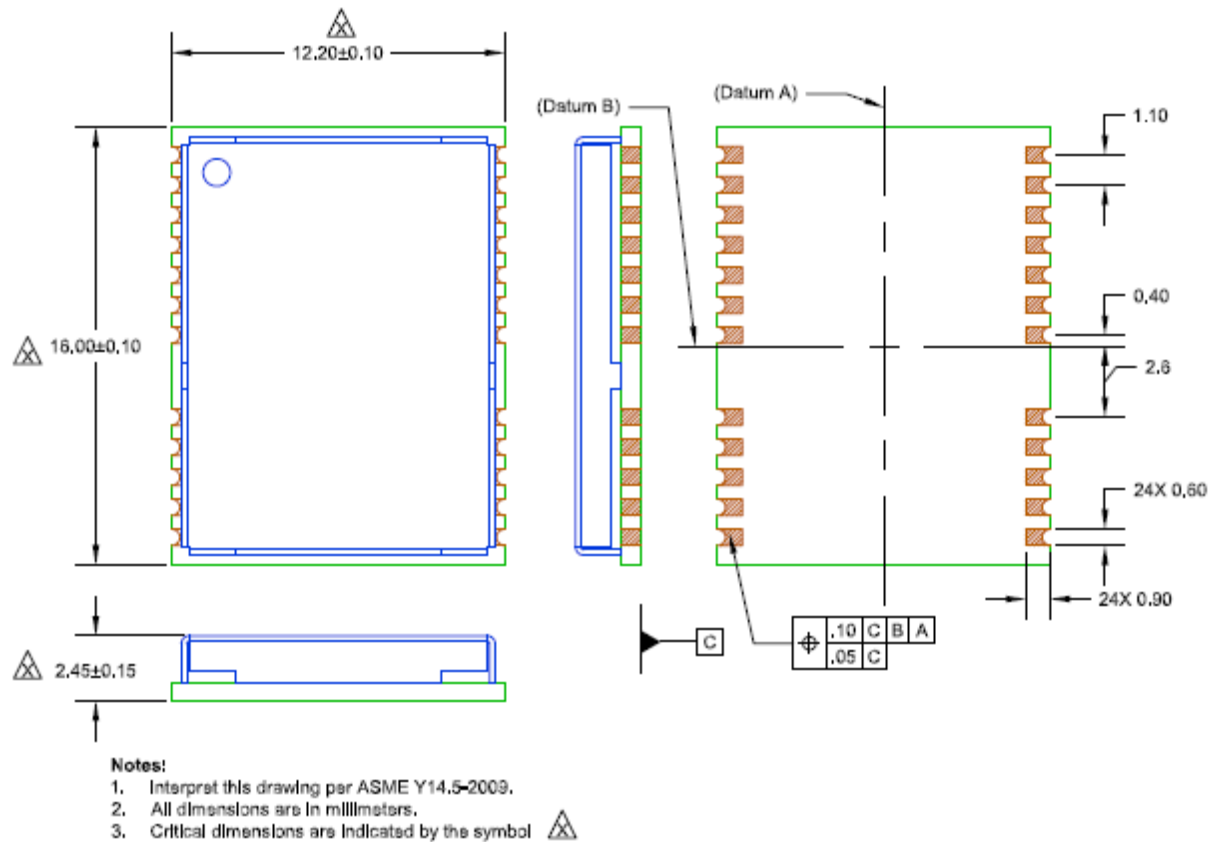 X
12.20±0.10
(Datum B)
(Datum A)
1.10
X
16.00±0.10
0.40
2.6
24X 0.60
24X 0.90
.10 C B A
.05 C
C
X
2.45±0.15
Notes:
1. Interpret this drawing per ASME Y14.5-2009.
2. All dimensions are in millimeters.
3. Critical dimensions are indicated by the symbol X